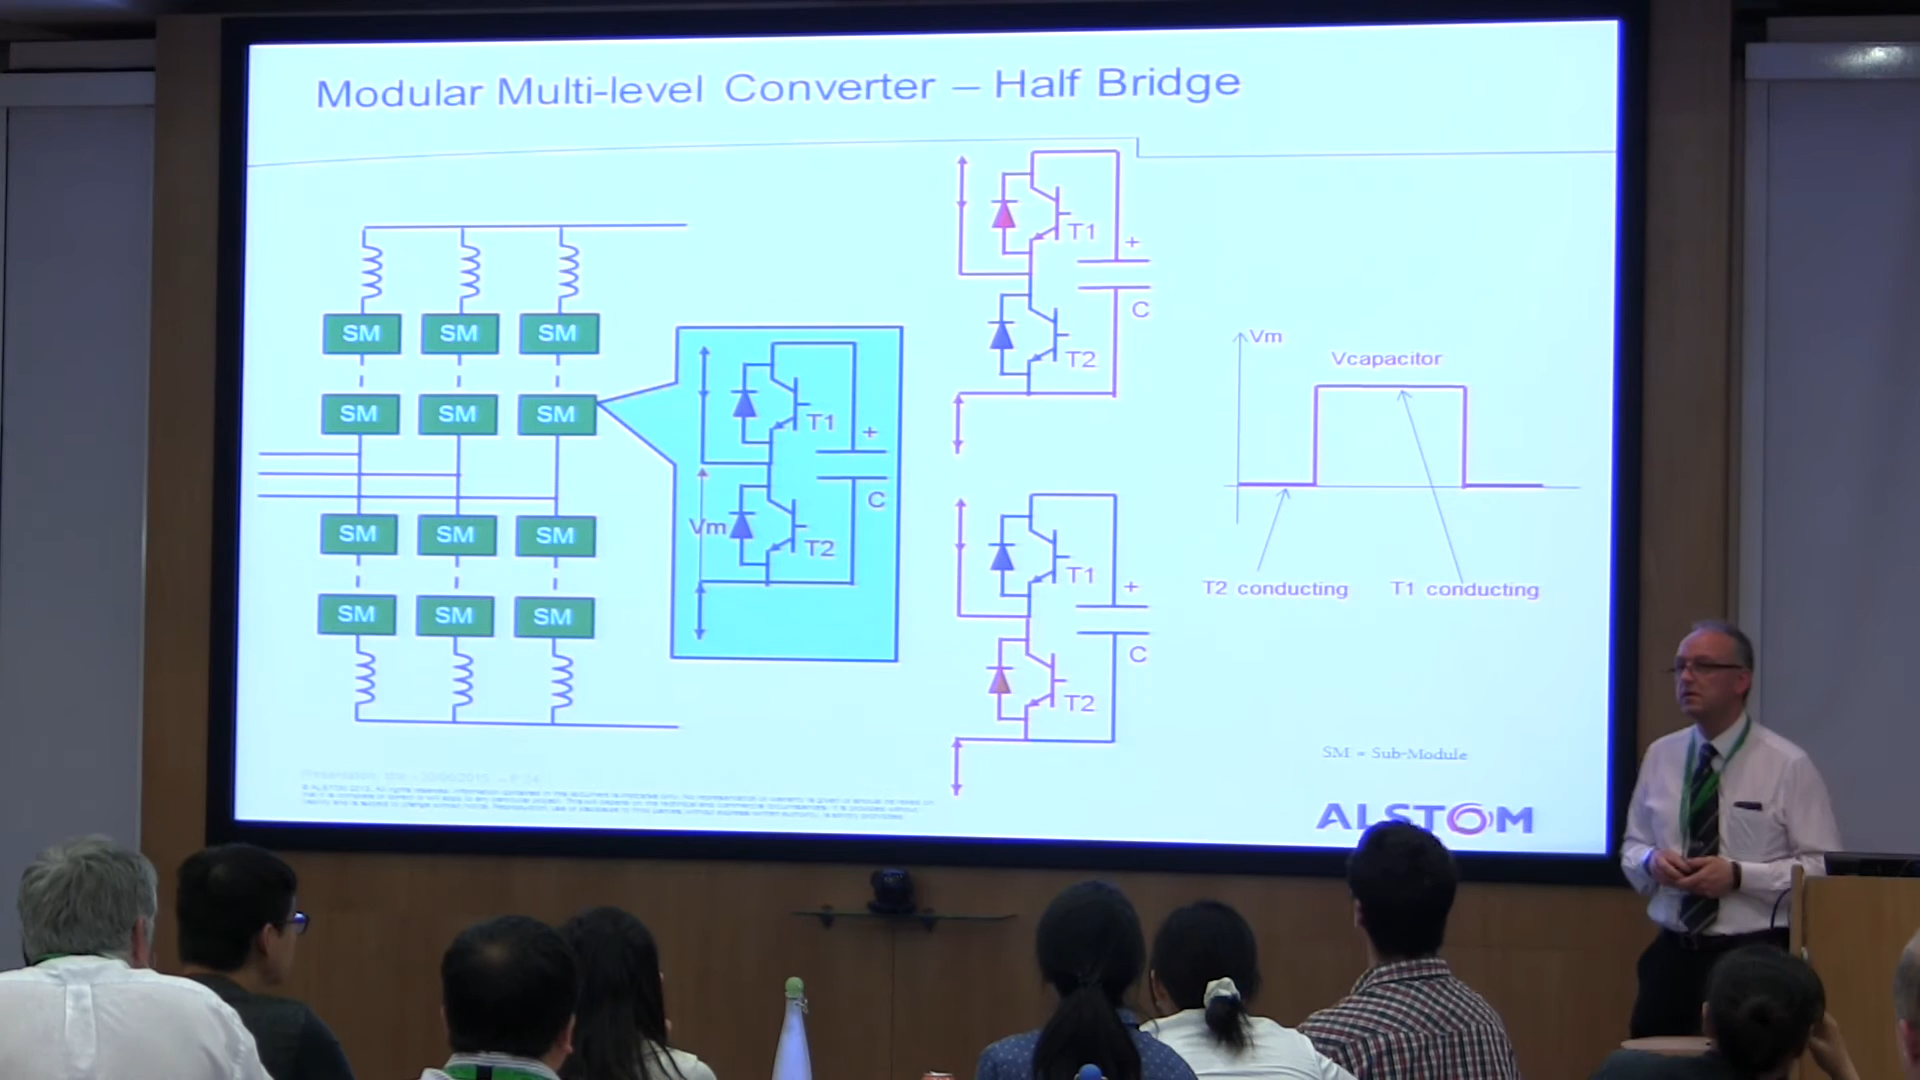 Modular Multi-level Converter – Half Bridge
SM SM SM
SM SM SM
SM SM SM
SM SM SM
T1
+
C
Vm
T2
T1
+
C
T2
T1
+
C
T2
Vm
Vcapacitor
T2 conducting
T1 conducting
SM = Sub-Module
ALSTOM